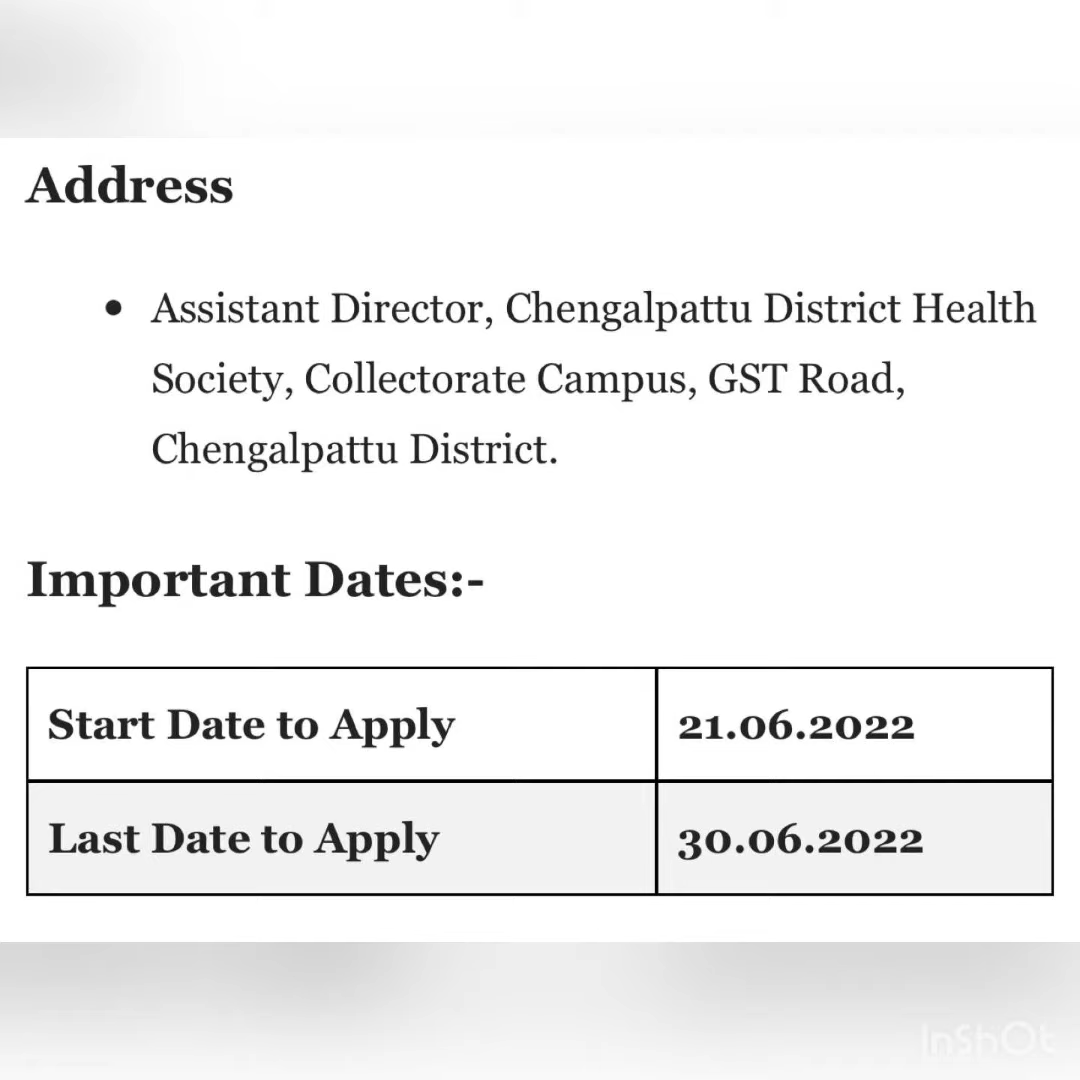 Address
• Assistant Director, Chengalpattu District Health
Society, Collectorate Campus, GST Road,
Chengalpattu District.
Important Dates:-
Start Date to Apply 21.06.2022
Last Date to Apply 30.06.2022
InShOt